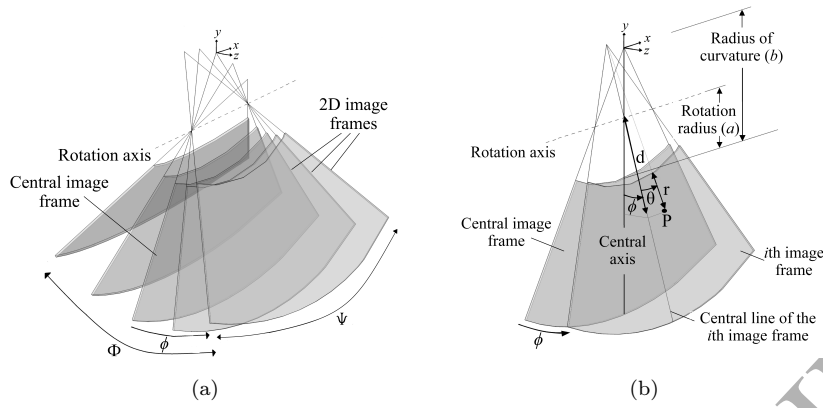 y
x
z
2D image
frames
Rotation axis
Central image
frame
Φ
ϕ
Ψ
(a)
y
x
z
Radius of
curvature (b)
Rotation
radius (a)
Rotation axis
d
r
ϕ
θ
P
Central image
frame
Central
axis
ith image
frame
Central line of the
ith image frame
ϕ
(b)